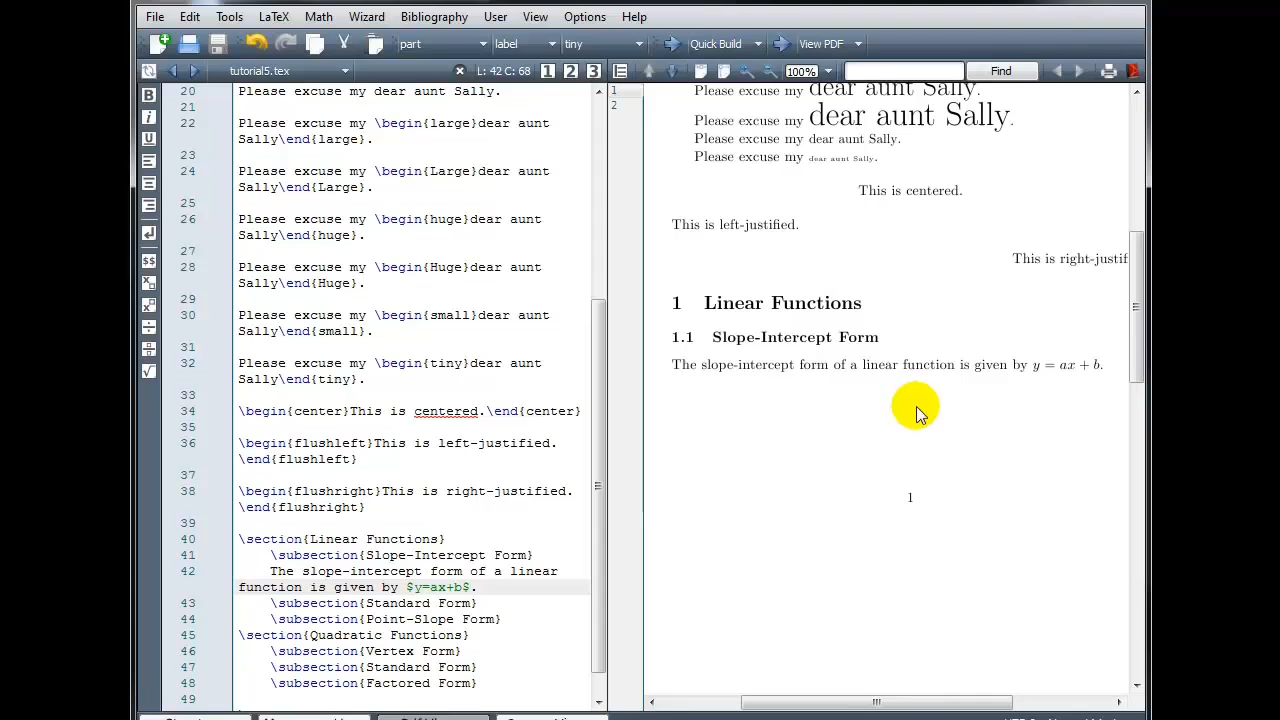 File Edit Tools LaTeX Math Wizard Bibliography User View Options Help
part label tiny Quick Build View PDF
tutorial5.tex L: 42 C: 68 1 2 3 100% Find
20 Please excuse my dear aunt Sally.
21
22 Please excuse my \begin{large}dear aunt
Sally\end{large}.
23
24 Please excuse my \begin{Large}dear aunt
Sally\end{Large}.
25
26 Please excuse my \begin{huge}dear aunt
Sally\end{huge}.
27
28 Please excuse my \begin{Huge}dear aunt
Sally\end{Huge}.
29
30 Please excuse my \begin{small}dear aunt
Sally\end{small}.
31
32 Please excuse my \begin{tiny}dear aunt
Sally\end{tiny}.
33
34 \begin{center}This is centered.\end{center}
35
36 \begin{flushleft}This is left-justified.
\end{flushleft}
37
38 \begin{flushright}This is right-justified.
\end{flushright}
39
40 \section{Linear Functions}
41 \subsection{Slope-Intercept Form}
42 The slope-intercept form of a linear
function is given by $y=ax+b$.
43 \subsection{Standard Form}
44 \subsection{Point-Slope Form}
45 \section{Quadratic Functions}
46 \subsection{Vertex Form}
47 \subsection{Standard Form}
48 \subsection{Factored Form}
49
1
2
Please excuse my dear aunt Sally.
Please excuse my dear aunt Sally.
Please excuse my dear aunt Sally.
Please excuse my dear aunt Sally.
This is centered.
This is left-justified.
This is right-justif
1 Linear Functions
1.1 Slope-Intercept Form
The slope-intercept form of a linear function is given by y = ax + b.
1